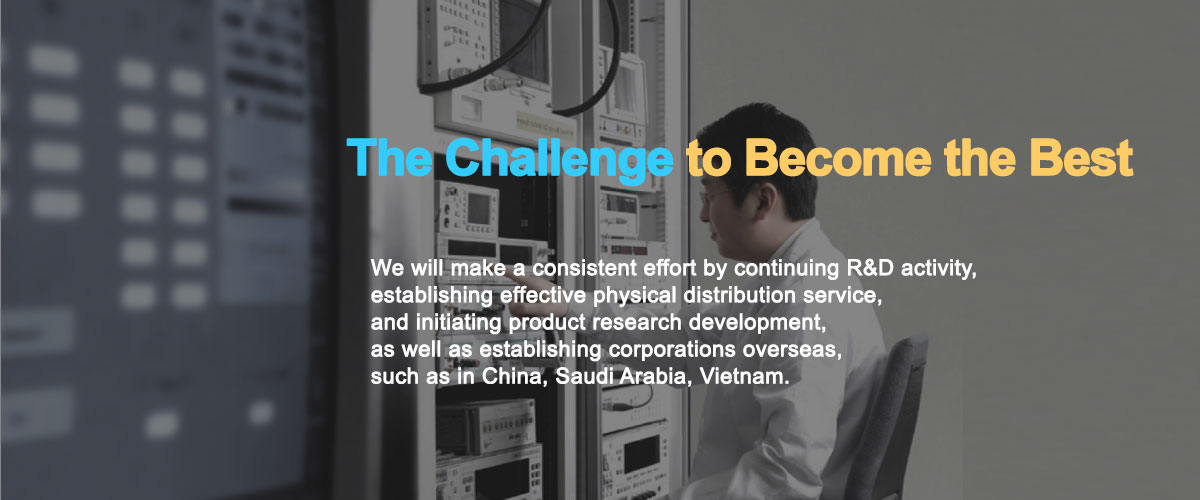 The Challenge to Become the Best
We will make a consistent effort by continuing R&D activity,
establishing effective physical distribution service,
and initiating product research development,
as well as establishing corporations overseas,
such as in China, Saudi Arabia, Vietnam.